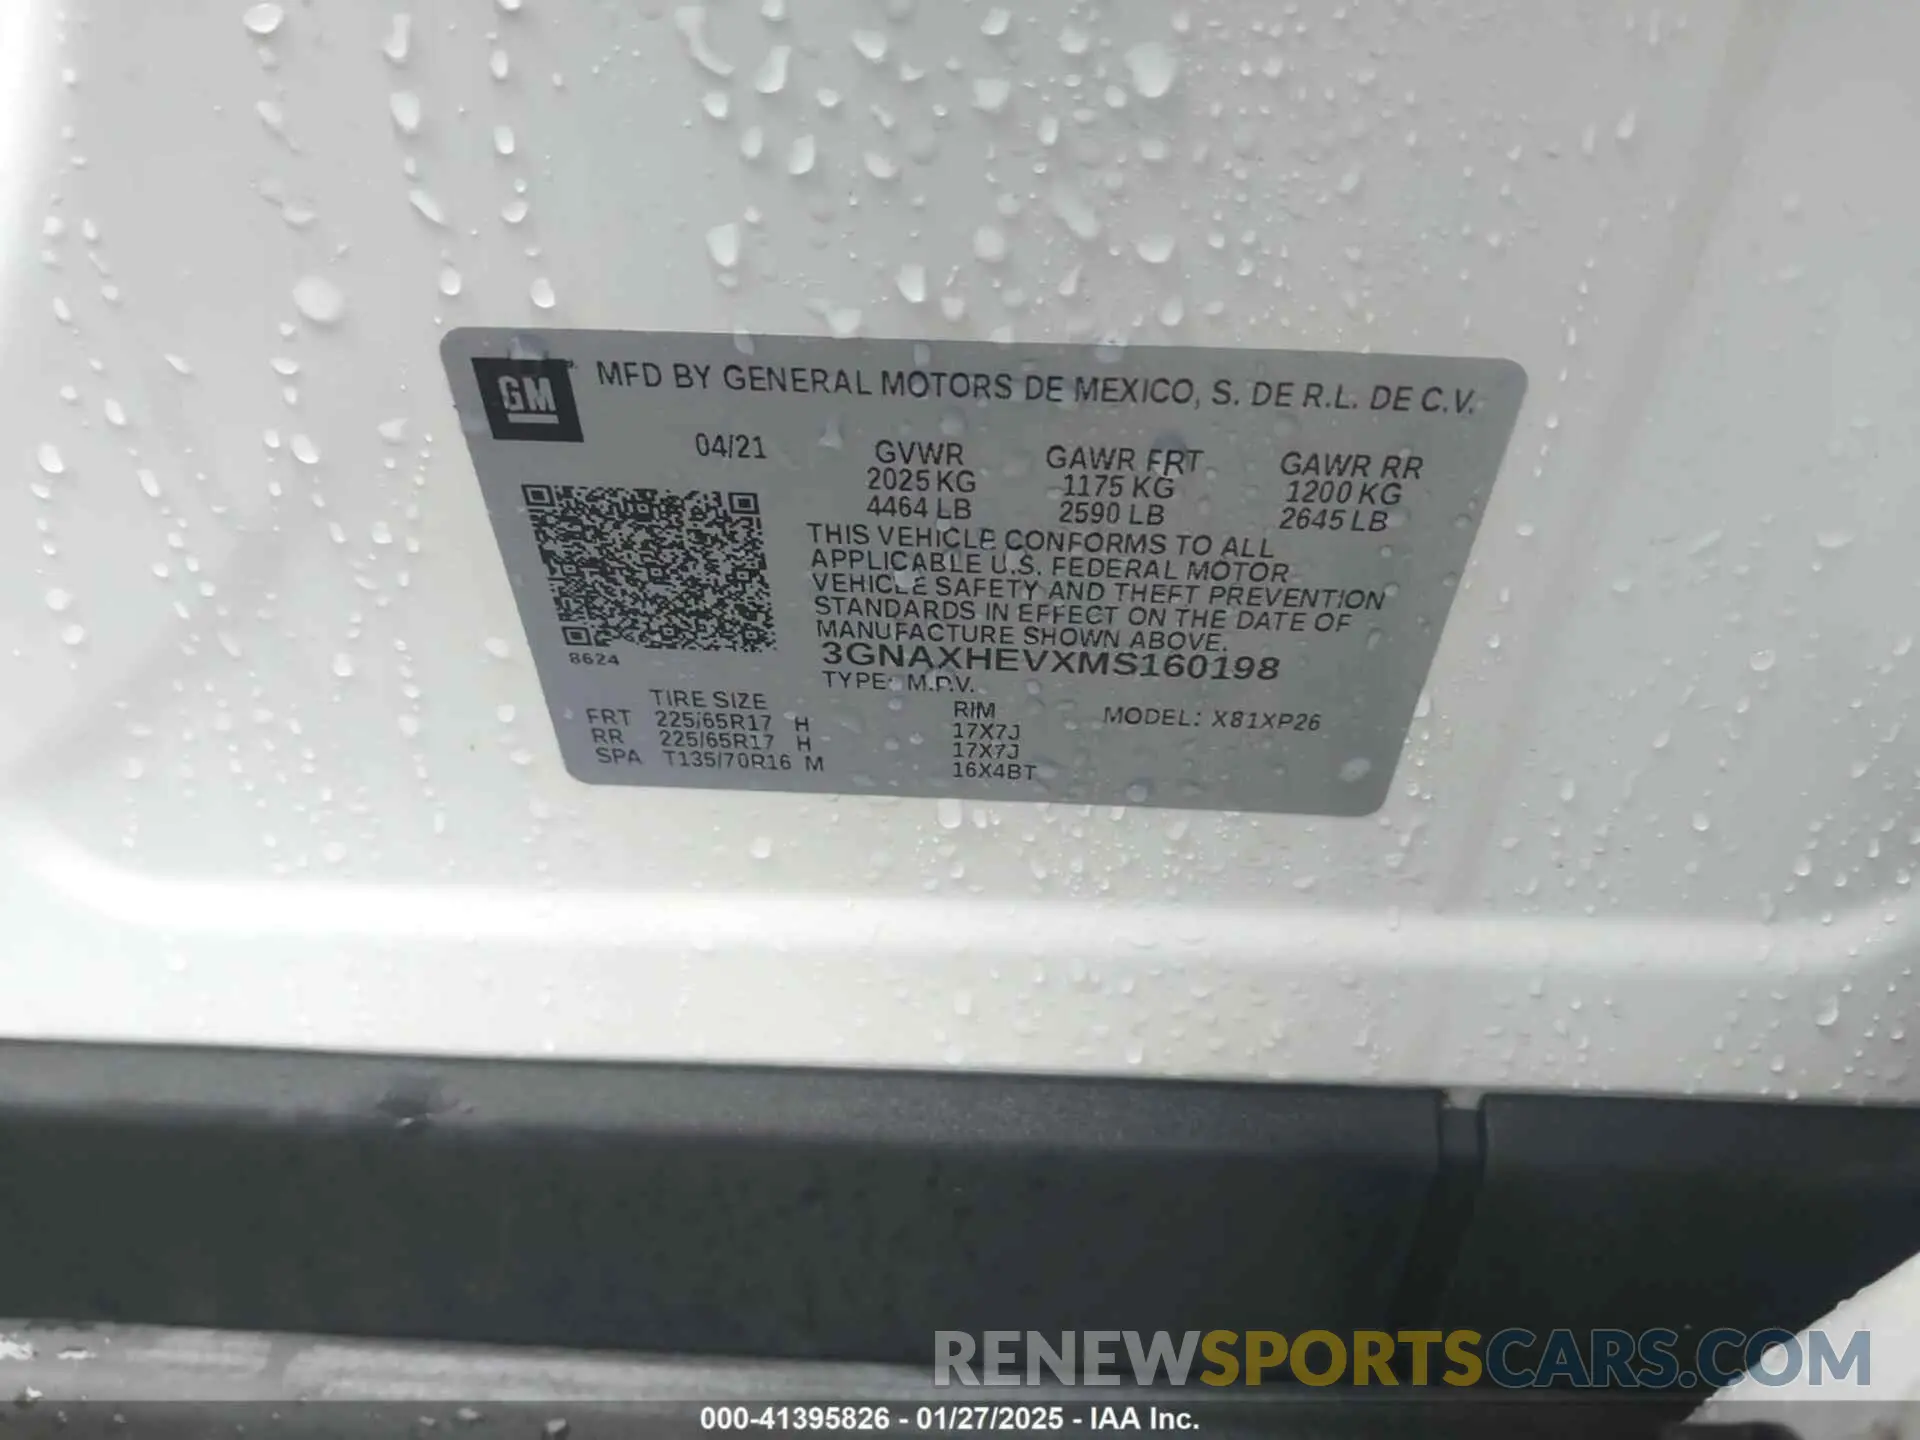 GM
MFD BY GENERAL MOTORS DE MEXICO, S. DE R.L. DE C.V.
04/21 GVWR GAWR FRT GAWR RR
2025 KG 1175 KG 1200 KG
4464 LB 2590 LB 2645 LB
THIS VEHICLE CONFORMS TO ALL
APPLICABLE U.S. FEDERAL MOTOR
VEHICLE SAFETY AND THEFT PREVENTION
STANDARDS IN EFFECT ON THE DATE OF
MANUFACTURE SHOWN ABOVE.
8624
3GNAXHEVXMS160198
TYPE: M.P.V.
TIRE SIZE RIM MODEL: X81XP26
FRT 225/65R17 H 17X7J
RR 225/65R17 H 17X7J
SPA T135/70R16 M 16X4BT
RENEWSPORTSCARS.COM
000-41395826 - 01/27/2025 - IAA Inc.